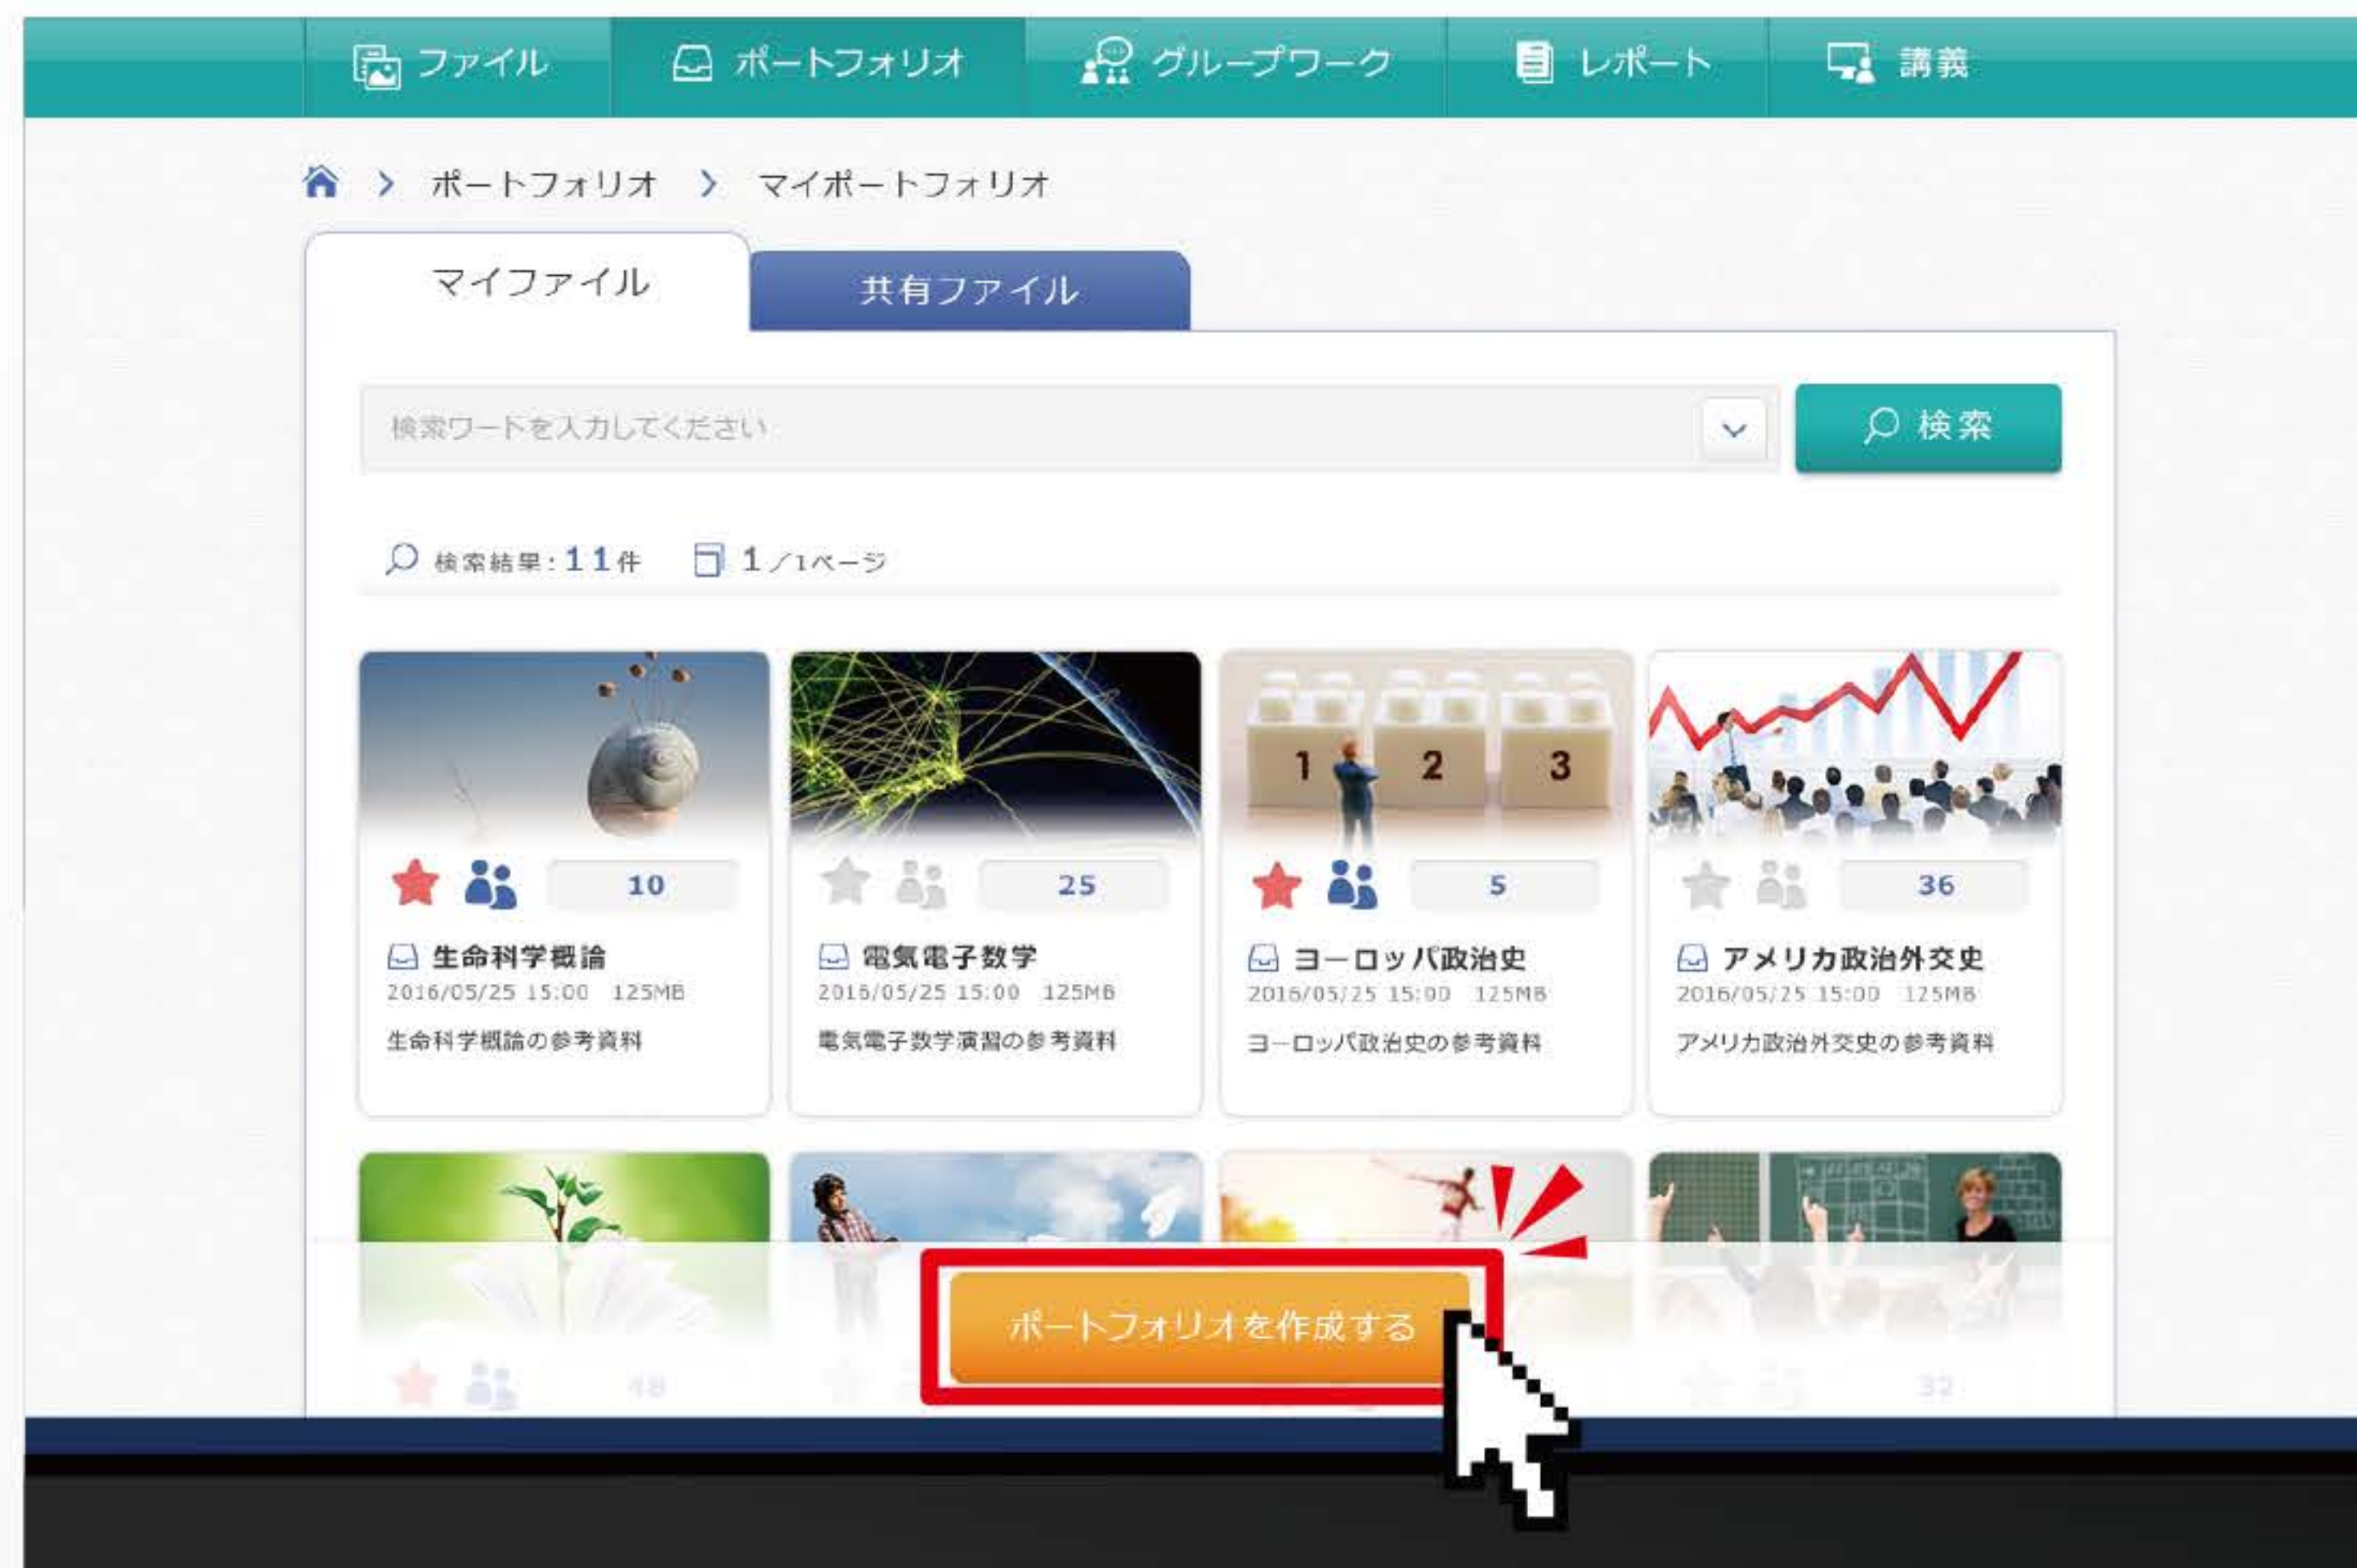 ファイル ポートフォリオ グループワーク レポート 講義
ポートフォリオ マイポートフォリオ
マイファイル 共有ファイル
検索ワードを入力してください 検索
検索結果:11件 1/1ページ
1 2 3
10 25 5 36
生命科学概論 電気電子数学 ヨーロッパ政治史 アメリカ政治外交史
2016/05/25 15:00 125MB 2016/05/25 15:00 125MB 2016/05/25 15:00 125MB 2016/05/25 15:00 125MB
生命科学概論の参考資料 電気電子数学演習の参考資料 ヨーロッパ政治史の参考資料 アメリカ政治外交史の参考資料
ポートフォリオを作成する
48 32